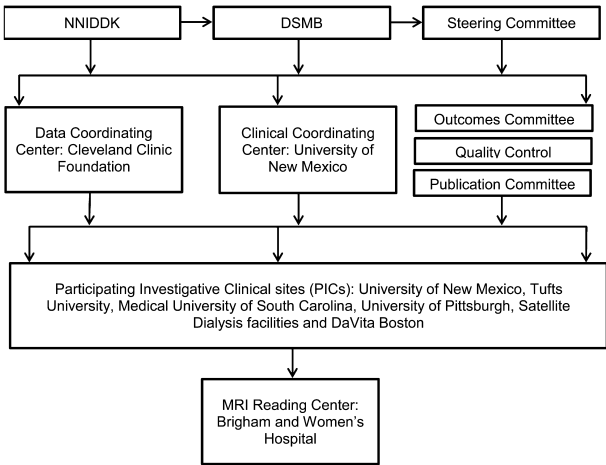 NNIDDK
DSMB
Steering Committee
Data Coordinating
Center: Cleveland Clinic
Foundation
Clinical Coordinating
Center: University of
New Mexico
Outcomes Committee
Quality Control
Publication Committee
Participating Investigative Clinical sites (PICs): University of New Mexico, Tufts
University, Medical University of South Carolina, University of Pittsburgh, Satellite
Dialysis facilities and DaVita Boston
MRI Reading Center:
Brigham and Women's
Hospital